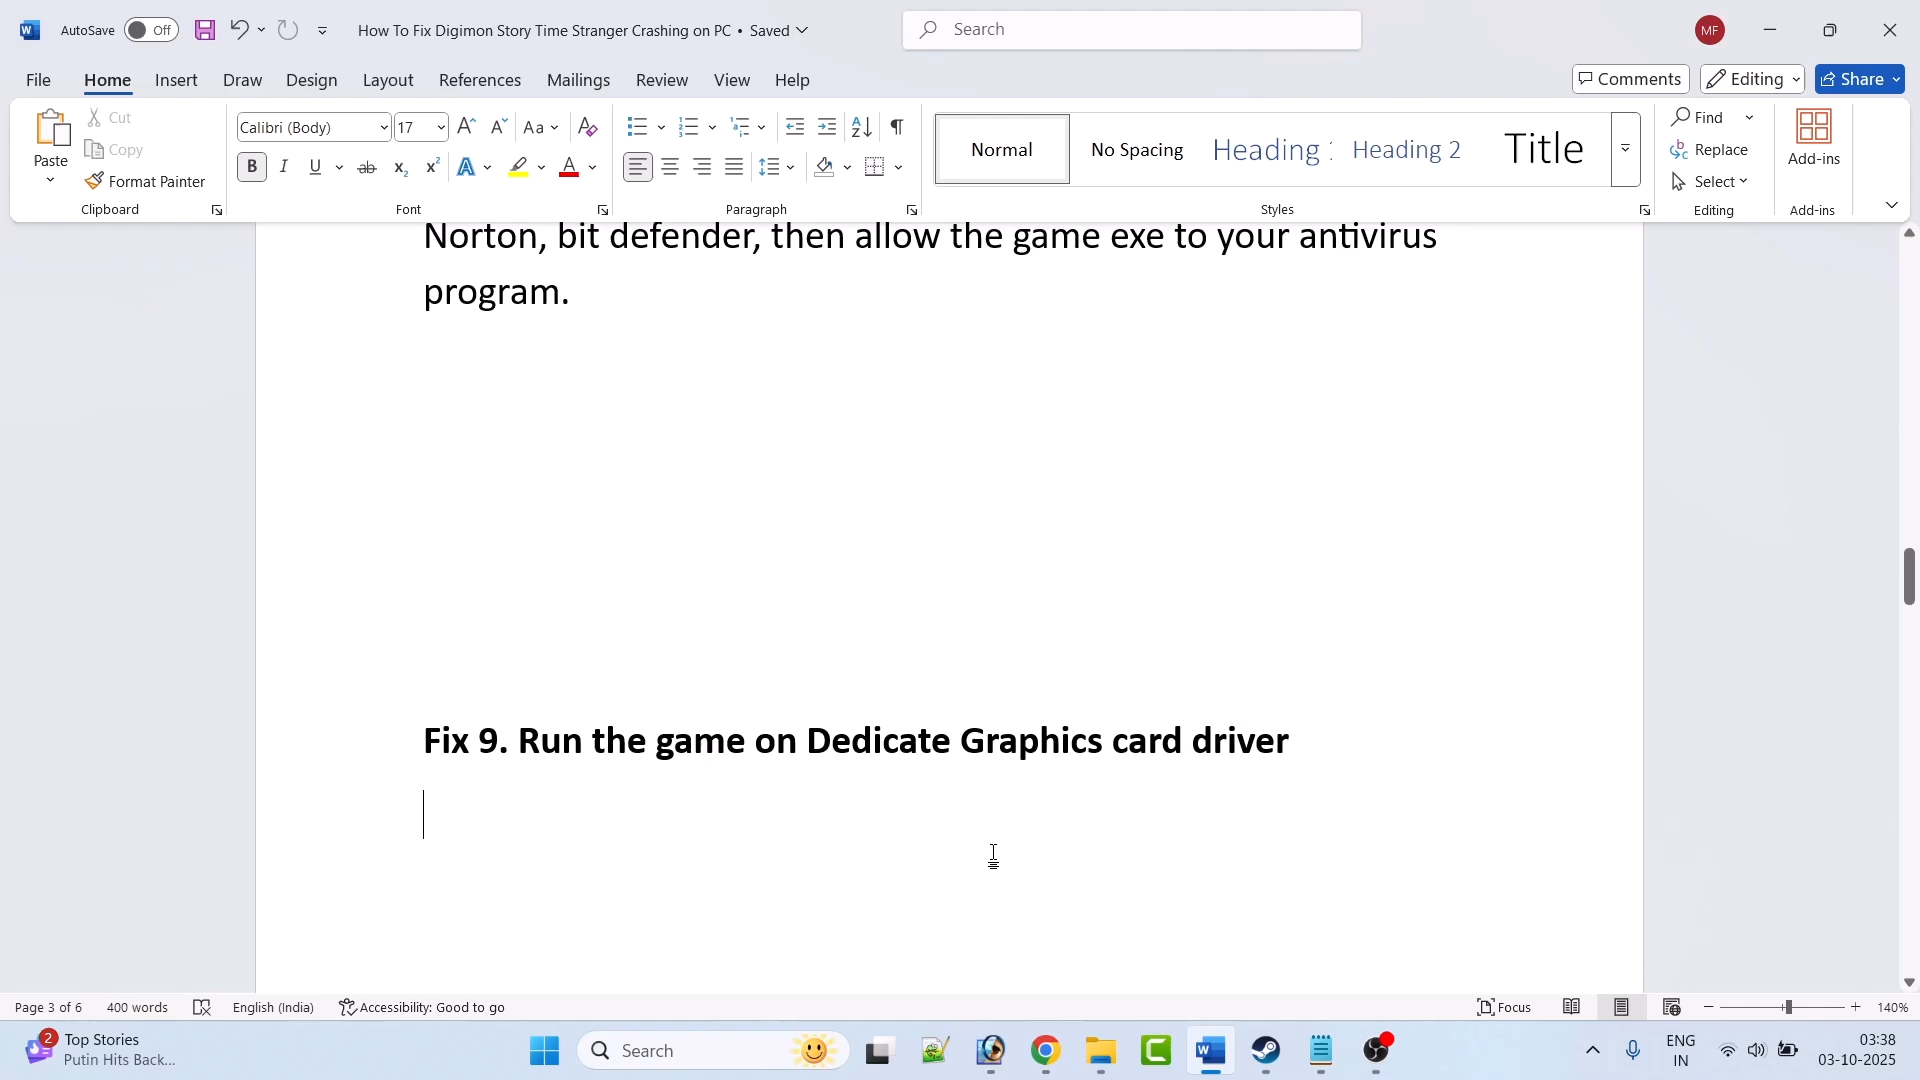 AutoSave Off How To Fix Digimon Story Time Stranger Crashing on PC • Saved Search MF
File Home Insert Draw Design Layout References Mailings Review View Help Comments Editing Share
Paste Cut Copy Format Painter Clipboard
Calibri (Body) 17 Aa Font
Paragraph
Normal No Spacing Heading 1 Heading 2 Title Styles
Find Replace Select Editing
Add-ins Add-ins
Norton, bit defender, then allow the game exe to your antivirus
program.
Fix 9. Run the game on Dedicate Graphics card driver
Page 3 of 6 400 words English (India) Accessibility: Good to go Focus 140%
2 Top Stories
Putin Hits Back...
Search
ENG
IN
03:38
03-10-2025